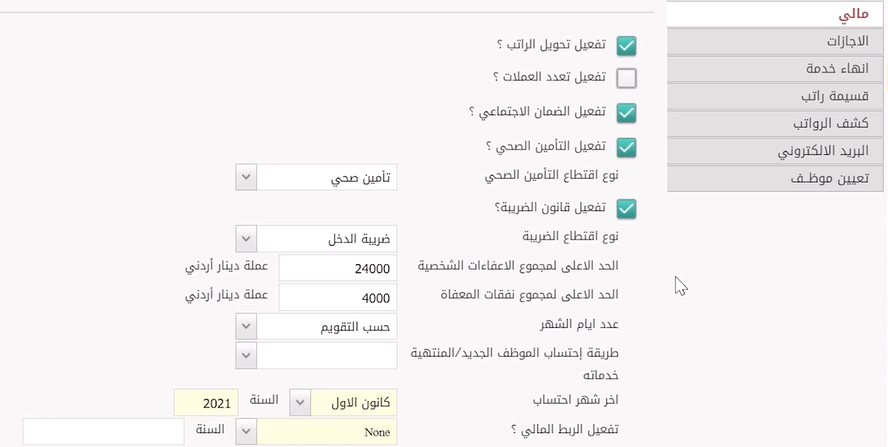 مالي
الاجازات
انهاء خدمة
قسيمة راتب
كشف الرواتب
البريد الالكتروني
تعيين موظـف
تفعيل تحويل الراتب ؟
تفعيل تعدد العملات ؟
تفعيل الضمان الاجتماعي ؟
تفعيل التأمين الصحي ؟
نوع اقتطاع التأمين الصحي تأمين صحي
تفعيل قانون الضريبة؟
نوع اقتطاع الضريبة ضريبة الدخل
الحد الاعلى لمجموع الاعفاءات الشخصية 24000 عملة دينار أردني
الحد الاعلى لمجموع نفقات المعفاة 4000 عملة دينار أردني
عدد ايام الشهر حسب التقويم
طريقة إحتساب الموظف الجديد/المنتهية
خدماته
اخر شهر احتساب كانون الاول السنة 2021
تفعيل الربط المالي ؟ None السنة